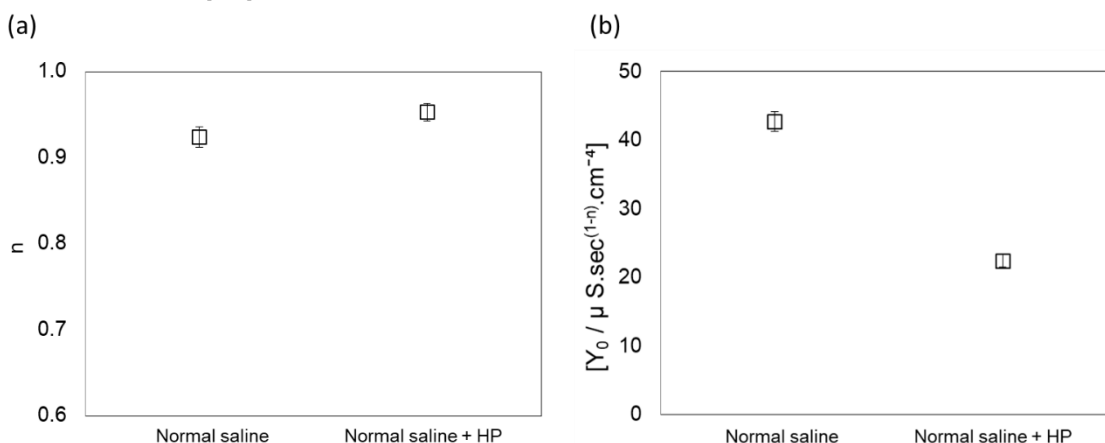 (a)
1.0
0.9
0.8
0.7
0.6
n
Normal saline
Normal saline + HP
(b)
50
40
30
20
10
0
[Y₀ / μ S.sec⁽¹⁻ⁿ⁾.cm⁻⁴]
Normal saline
Normal saline + HP